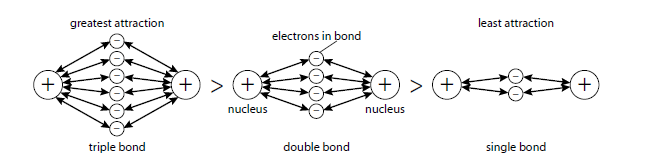 greatest attraction
electrons in bond
least attraction
+ − − − − − − + > + − − − − + > + − − +
nucleus nucleus
triple bond
double bond
single bond